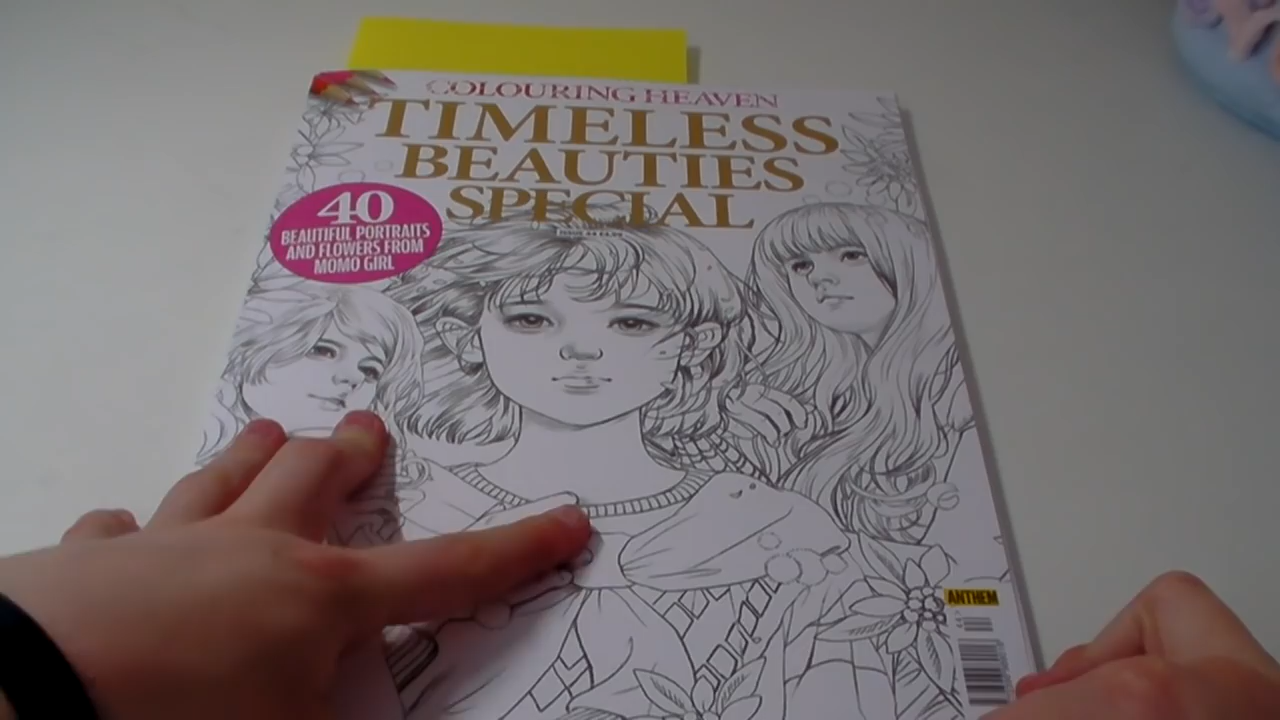 COLOURING HEAVEN
TIMELESS
BEAUTIES
SPECIAL
40
BEAUTIFUL PORTRAITS
AND FLOWERS FROM
MOMO GIRL
ANTHEM